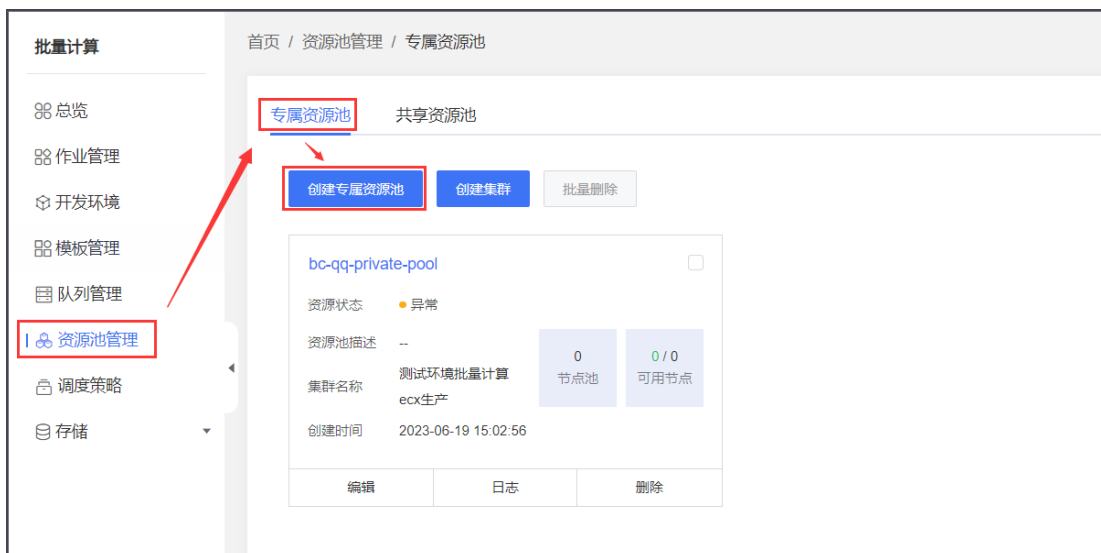 批量计算
首页 / 资源池管理 / 专属资源池
总览
作业管理
开发环境
模板管理
队列管理
资源池管理
调度策略
存储
专属资源池 共享资源池
创建专属资源池 创建集群 批量删除
bc-qq-private-pool
资源状态 异常
资源池描述 --
集群名称 测试环境批量计算
ecx生产
创建时间 2023-06-19 15:02:56
0 0 / 0
节点池 可用节点
编辑 日志 删除